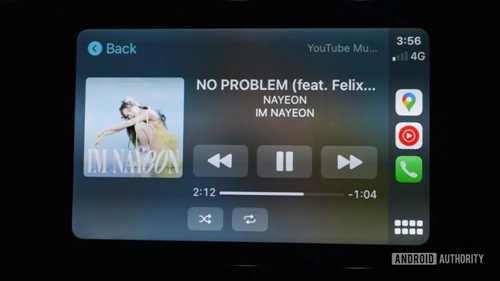 Back
YouTube Mu...
3:56
4G
NO PROBLEM (feat. Felix...
NAYEON
IM NAYEON
IM NAYEON
2:12
-1:04
ANDROID AUTHORITY